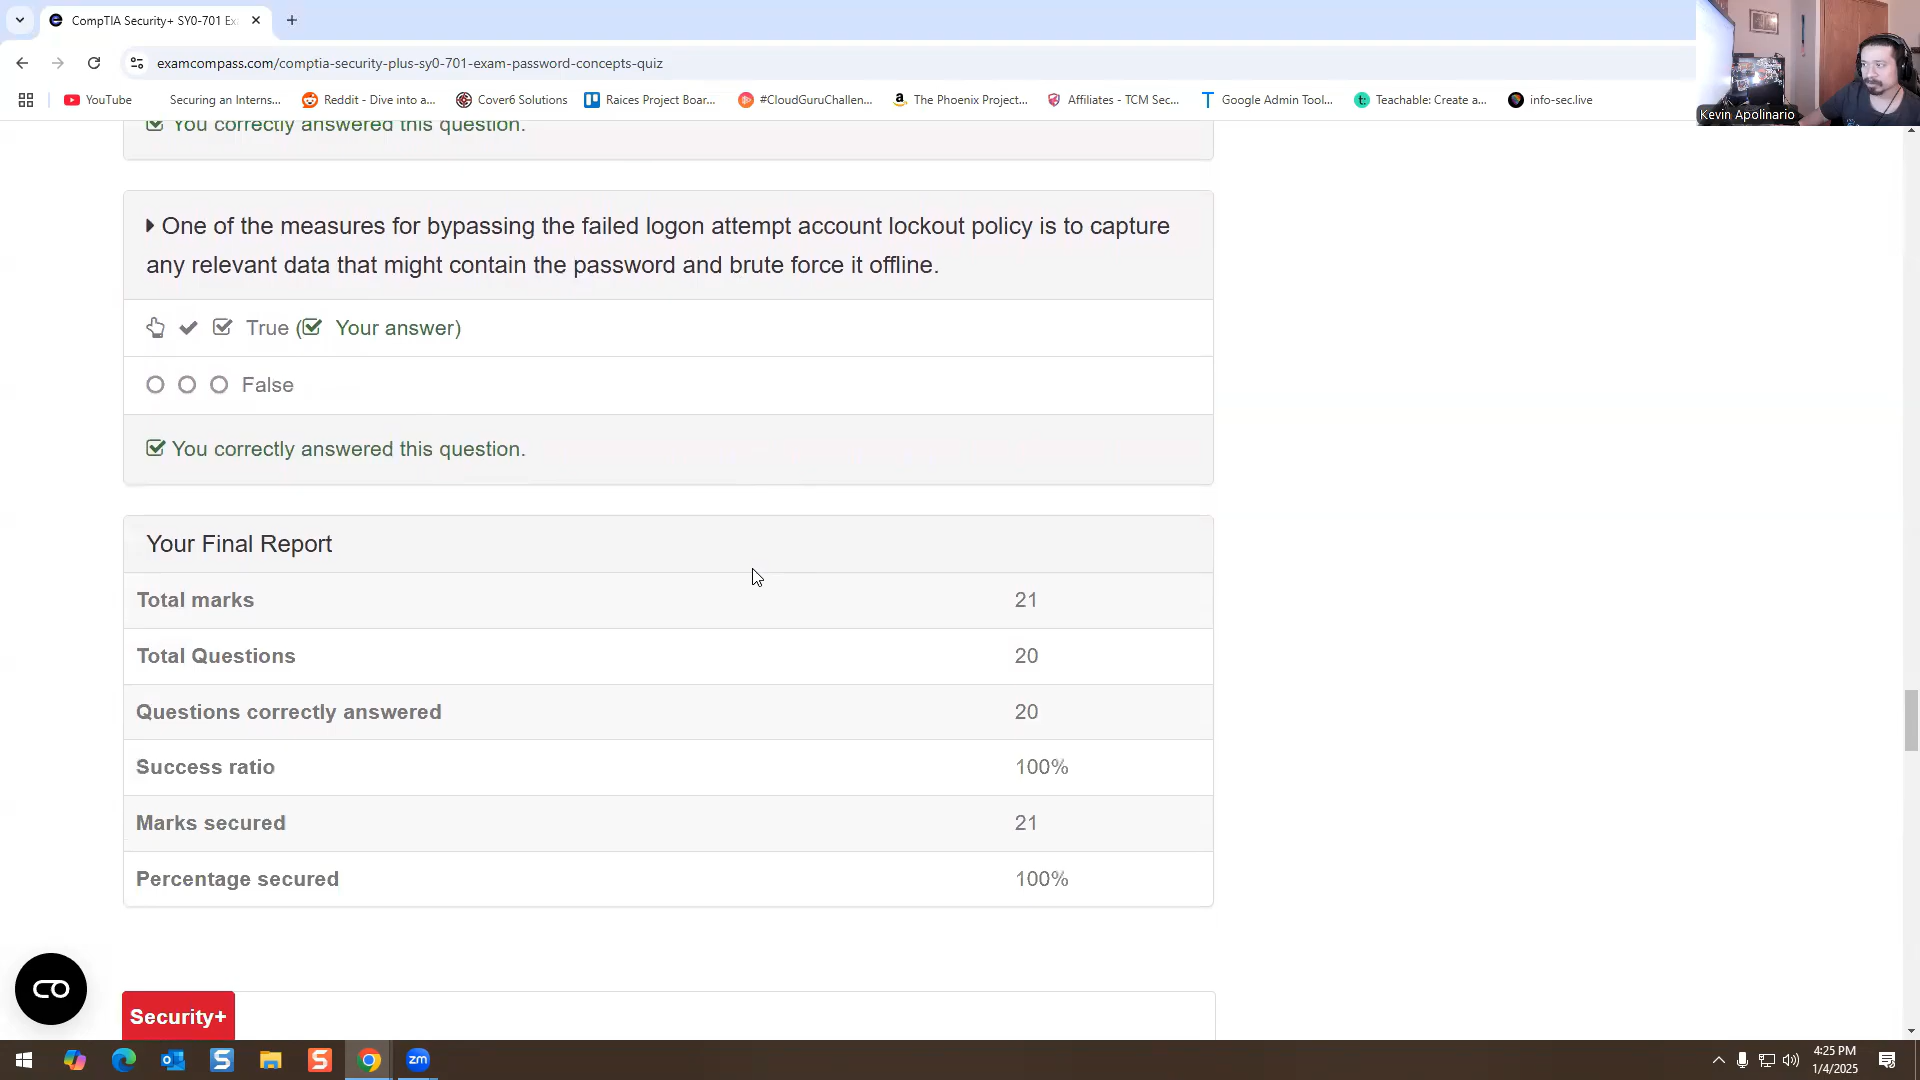 CompTIA Security+ SY0-701 Ex
examcompass.com/comptia-security-plus-sy0-701-exam-password-concepts-quiz
YouTube
Securing an Interns...
Reddit - Dive into a...
Cover6 Solutions
Raices Project Boar...
#CloudGuruChallen...
The Phoenix Project...
Affiliates - TCM Sec...
Google Admin Tool...
Teachable: Create a...
info-sec.live
Kevin Apolinario
You correctly answered this question.
One of the measures for bypassing the failed logon attempt account lockout policy is to capture
any relevant data that might contain the password and brute force it offline.
True ( Your answer)
False
You correctly answered this question.
Your Final Report
Total marks 21
Total Questions 20
Questions correctly answered 20
Success ratio 100%
Marks secured 21
Percentage secured 100%
Security+
zm
4:25 PM
1/4/2025